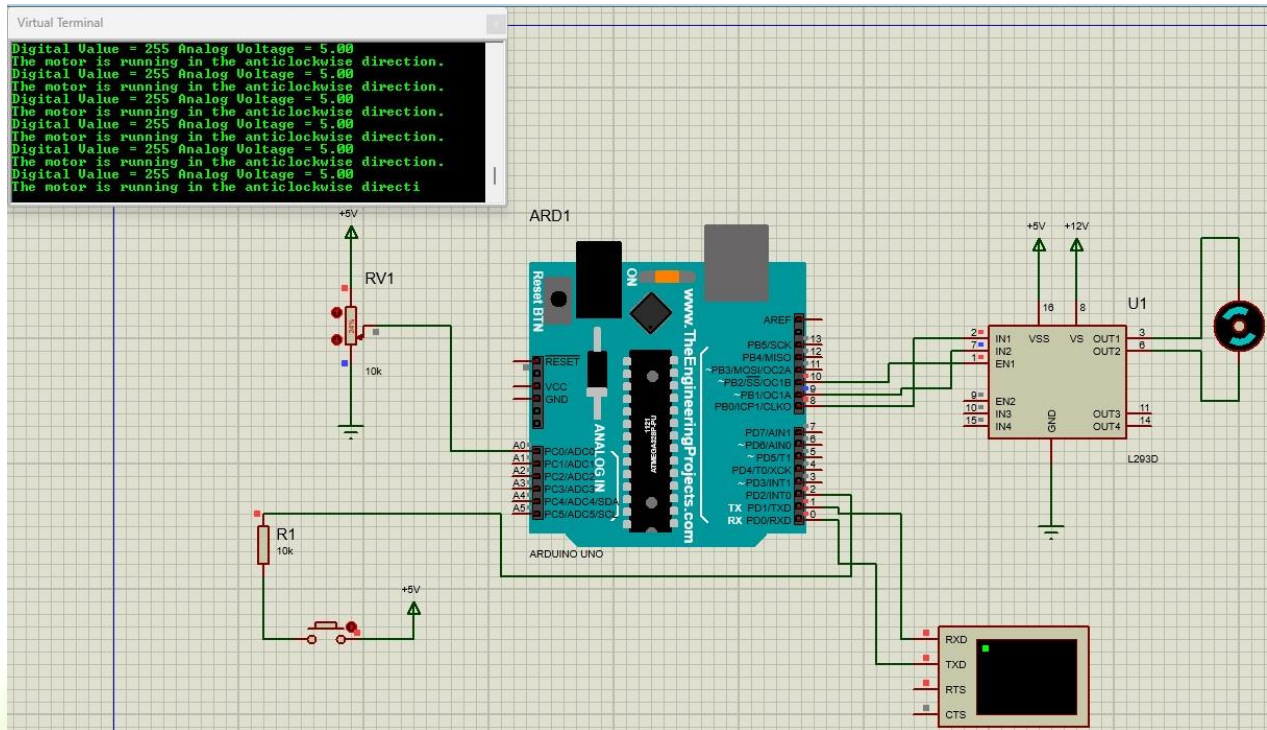 Virtual Terminal
Digital Value = 255 Analog Voltage = 5.00
The motor is running in the anticlockwise direction.
Digital Value = 255 Analog Voltage = 5.00
The motor is running in the anticlockwise direction.
Digital Value = 255 Analog Voltage = 5.00
The motor is running in the anticlockwise direction.
Digital Value = 255 Analog Voltage = 5.00
The motor is running in the anticlockwise direction.
Digital Value = 255 Analog Voltage = 5.00
The motor is running in the anticlockwise direction.
Digital Value = 255 Analog Voltage = 5.00
The motor is running in the anticlockwise directi
+5V
RV1
24%
10k
ARD1
Reset BTN
ON
www.TheEngineeringProjects.com
RESET
VCC
GND
ANALOG IN
1121
ATMEGA328P-PU
A0 PC0/ADC0
A1 PC1/ADC1
A2 PC2/ADC2
A3 PC3/ADC3
A4 PC4/ADC4/SDA
A5 PC5/ADC5/SCL
AREF
PB5/SCK 13
PB4/MISO 12
~PB3/MOSI/OC2A 11
~PB2/SS/OC1B 10
~PB1/OC1A 9
PB0/ICP1/CLKO 8
PD7/AIN1 7
~PD6/AIN0 6
~PD5/T1 5
PD4/T0/XCK 4
~PD3/INT1 3
PD2/INT0 2
TX PD1/TXD 1
RX PD0/RXD 0
ARDUINO UNO
+5V
+12V
16
8
U1
2 IN1
7 IN2
1 EN1
9 EN2
10 IN3
15 IN4
VSS
VS
GND
OUT1 3
OUT2 6
OUT3 11
OUT4 14
L293D
R1
10k
+5V
RXD
TXD
RTS
CTS